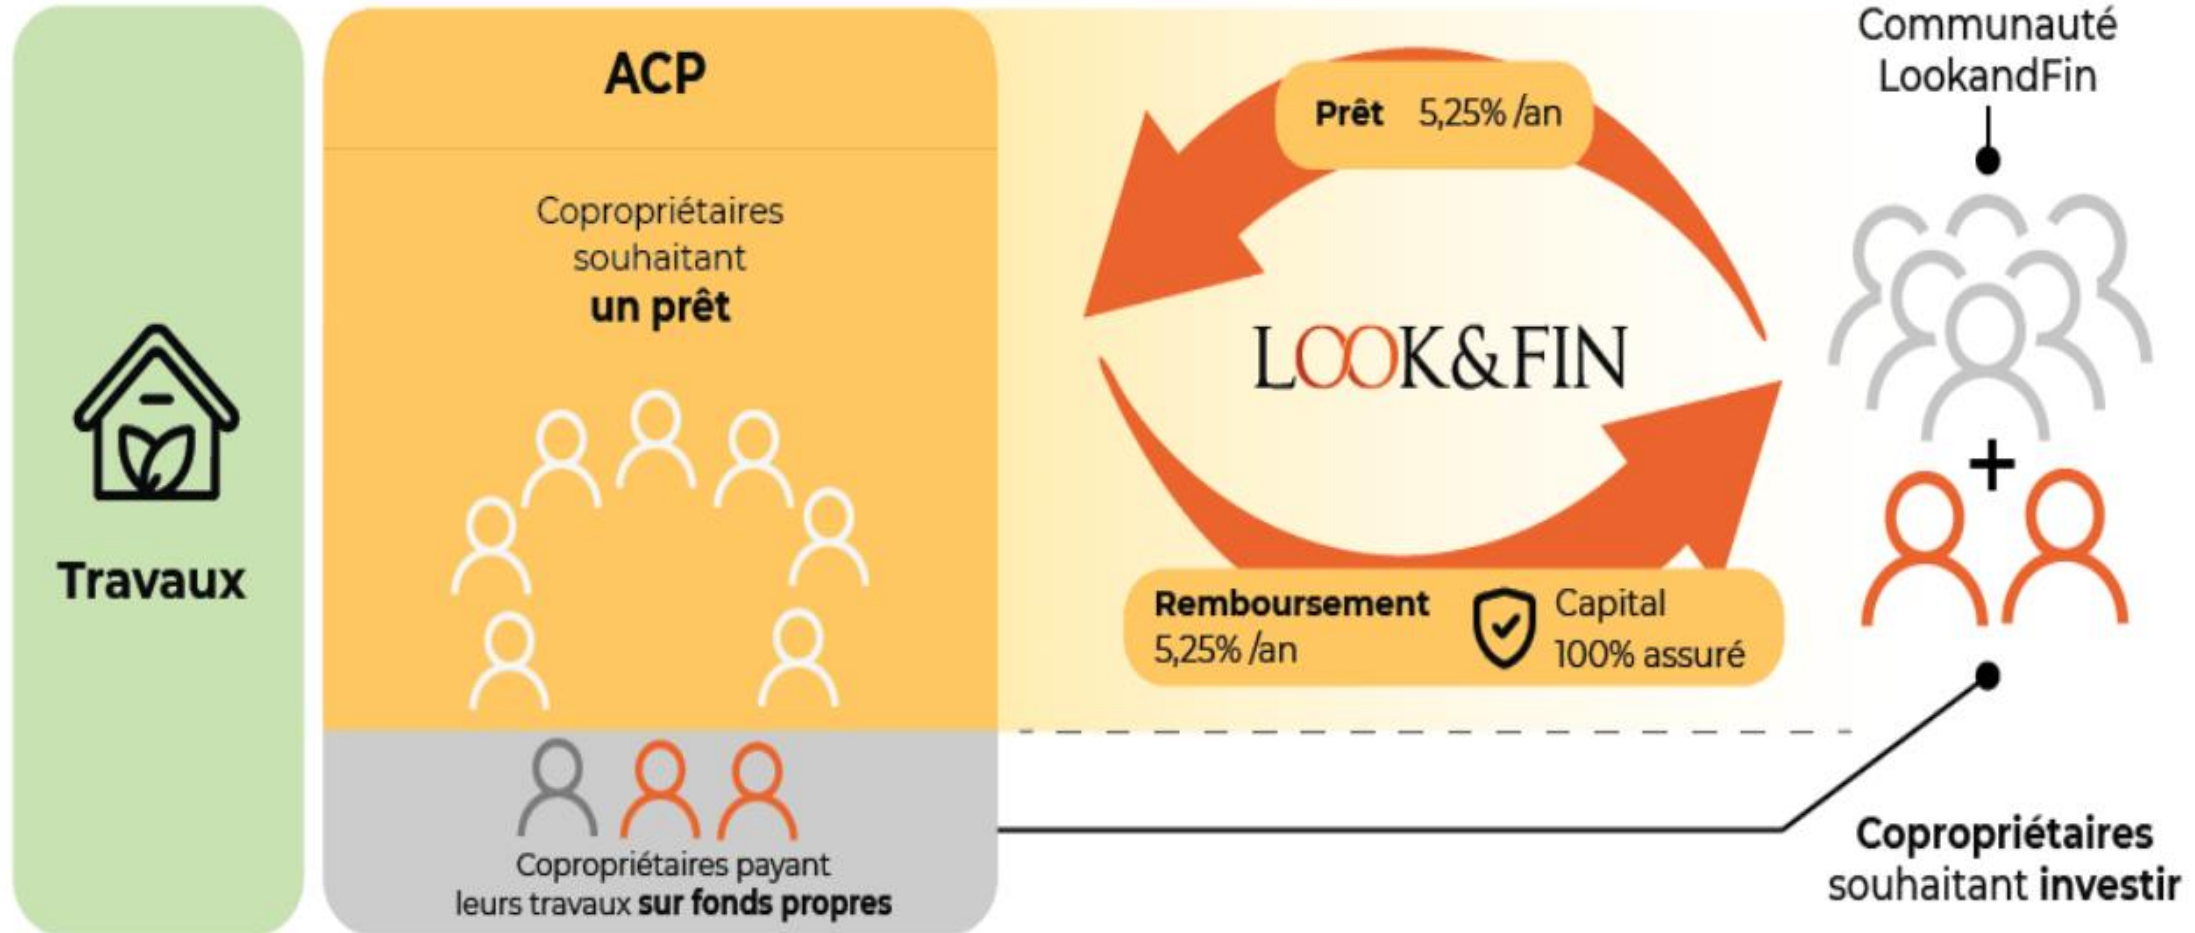 Travaux
ACP
Copropriétaires
souhaitant
un prêt
Copropriétaires payant
leurs travaux sur fonds propres
Prêt 5,25% /an
LOOK&FIN
Remboursement
5,25% /an
Capital
100% assuré
Communauté
LookandFin
+
Copropriétaires
souhaitant investir